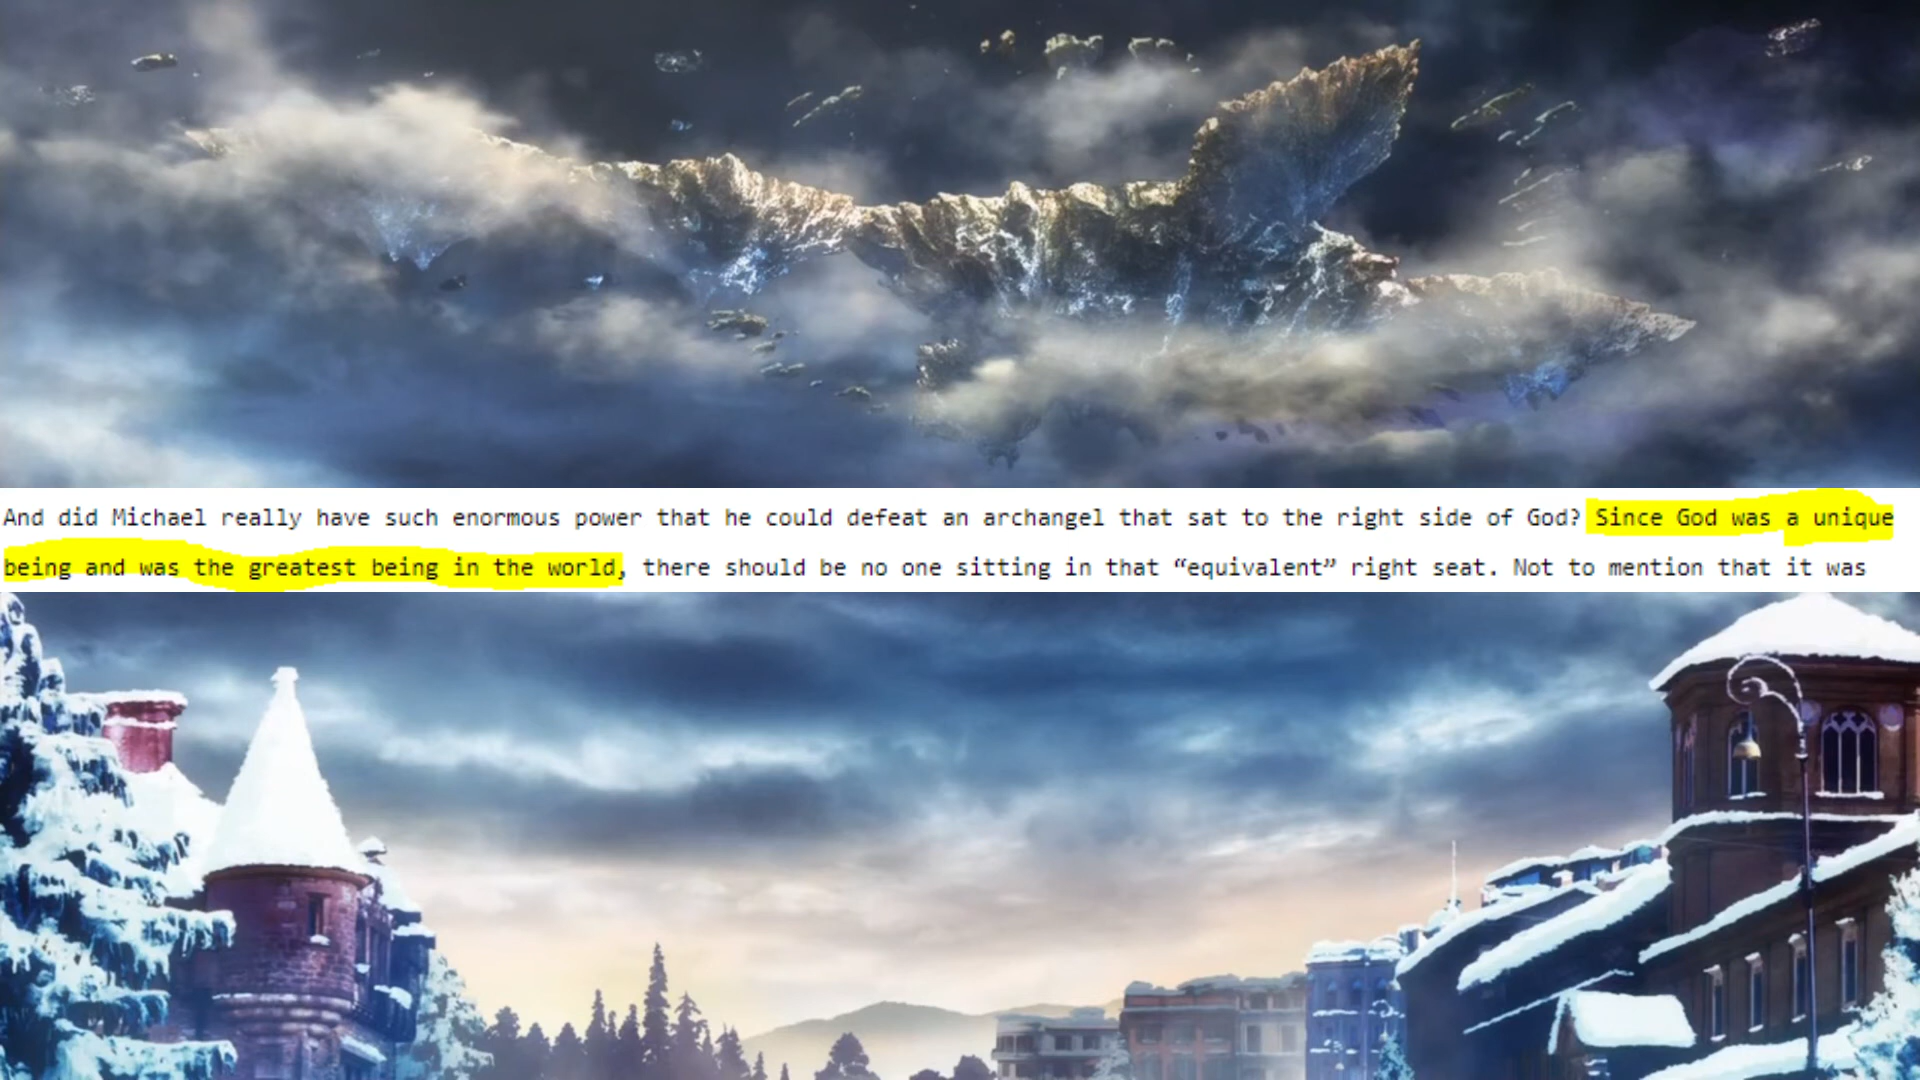 And did Michael really have such enormous power that he could defeat an archangel that sat to the right side of God? Since God was a unique
being and was the greatest being in the world, there should be no one sitting in that “equivalent” right seat. Not to mention that it was